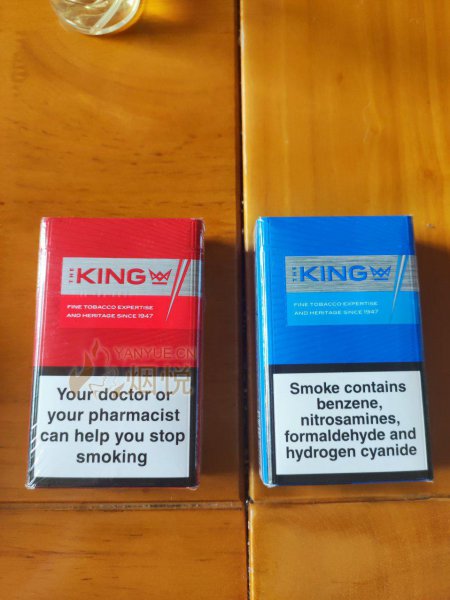 THE KING
FINE TOBACCO EXPERTISE
AND HERITAGE SINCE 1947
YANYUE.CN
烟悦
Your doctor or
your pharmacist
can help you stop
smoking
THE KING
FINE TOBACCO EXPERTISE
AND HERITAGE SINCE 1947
Smoke contains
benzene,
nitrosamines,
formaldehyde and
hydrogen cyanide